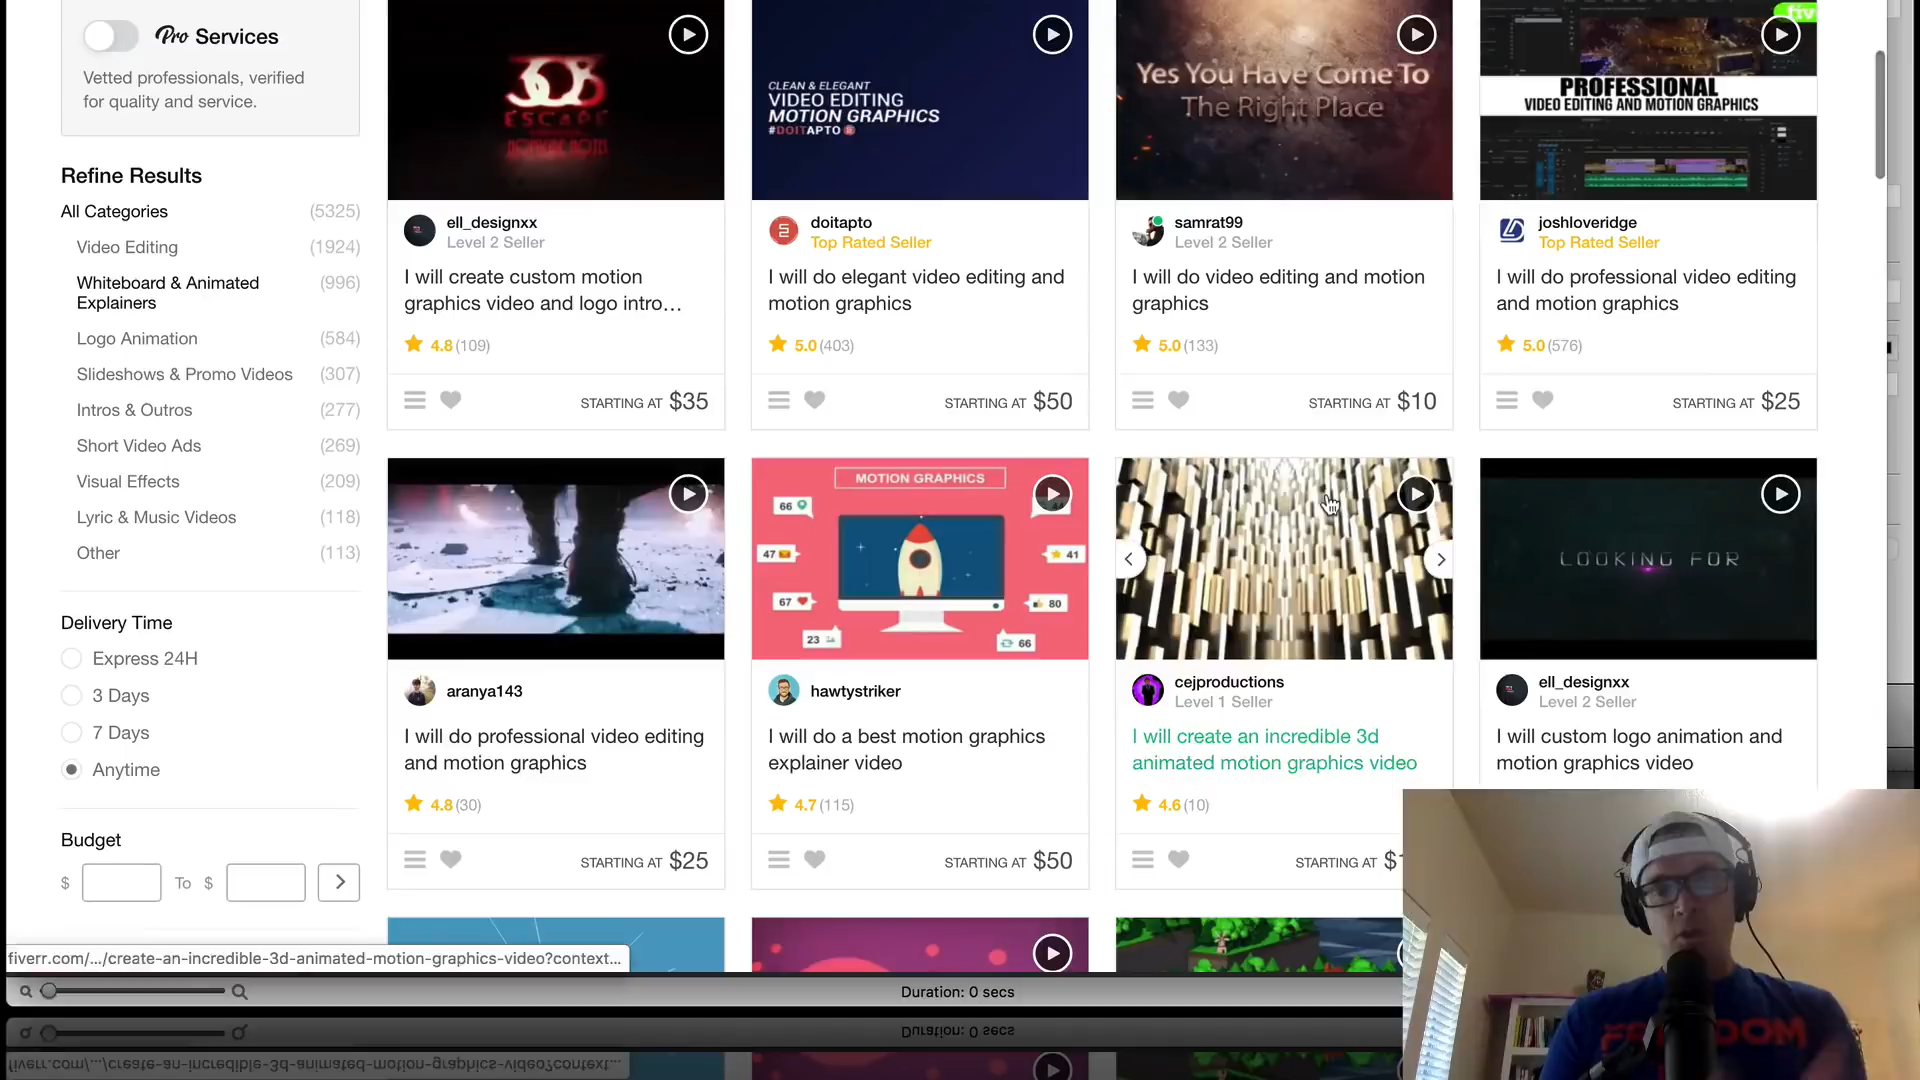 Pro Services
Vetted professionals, verified
for quality and service.
Refine Results
All Categories (5325)
Video Editing (1924)
Whiteboard & Animated
Explainers (996)
Logo Animation (584)
Slideshows & Promo Videos (307)
Intros & Outros (277)
Short Video Ads (269)
Visual Effects (209)
Lyric & Music Videos (118)
Other (113)
Delivery Time
Express 24H
3 Days
7 Days
Anytime
Budget
$ To $
308
ESCAPE
CLEAN & ELEGANT
VIDEO EDITING
MOTION GRAPHICS
#DOITAPTO
Yes You Have Come To
The Right Place
fiv
PROFESSIONAL
VIDEO EDITING AND MOTION GRAPHICS
ell_designxx
Level 2 Seller
I will create custom motion
graphics video and logo intro...
4.8 (109)
STARTING AT $35
doitapto
Top Rated Seller
I will do elegant video editing and
motion graphics
5.0 (403)
STARTING AT $50
samrat99
Level 2 Seller
I will do video editing and motion
graphics
5.0 (133)
STARTING AT $10
joshloveridge
Top Rated Seller
I will do professional video editing
and motion graphics
5.0 (576)
STARTING AT $25
MOTION GRAPHICS
66
47
41
67
80
23
66
LOOKING FOR
aranya143
I will do professional video editing
and motion graphics
4.8 (30)
STARTING AT $25
hawtystriker
I will do a best motion graphics
explainer video
4.7 (115)
STARTING AT $50
cejproductions
Level 1 Seller
I will create an incredible 3d
animated motion graphics video
4.6 (10)
STARTING AT $
ell_designxx
Level 2 Seller
I will custom logo animation and
motion graphics video
fiverr.com/.../create-an-incredible-3d-animated-motion-graphics-video?context...
Duration: 0 secs